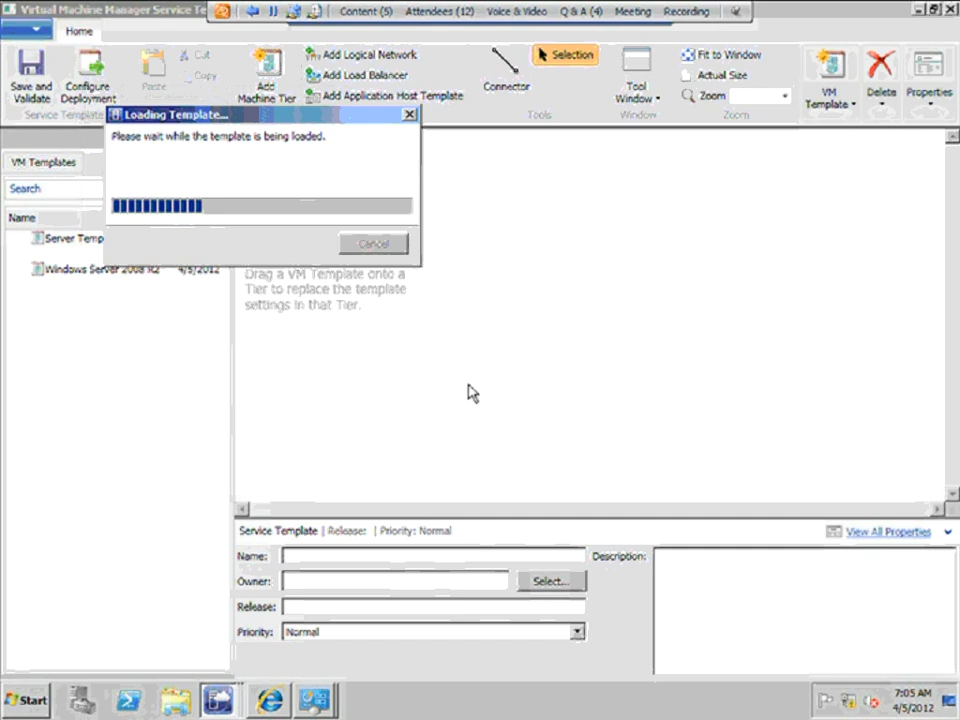 Virtual Machine Manager Service Te
Content (5) Attendees (12) Voice & Video Q & A (4) Meeting Recording
Home
Save and Validate
Configure Deployment
Paste
Cut
Copy
Service Template
Add Machine Tier
Add Logical Network
Add Load Balancer
Add Application Host Template
Connector
Selection
Tools
Tool Window
Window
Fit to Window
Actual Size
Zoom
Zoom
VM Template
Delete
Properties
Loading Template...
Please wait while the template is being loaded.
Cancel
VM Templates
Search
Name
Server Temp
Windows Server 2008 R2 4/5/2012
Drag a VM Template onto a
Tier to replace the template
settings in that Tier.
Service Template | Release: | Priority: Normal
View All Properties
Name:
Description:
Owner:
Select...
Release:
Priority: Normal
Start
7:05 AM
4/5/2012